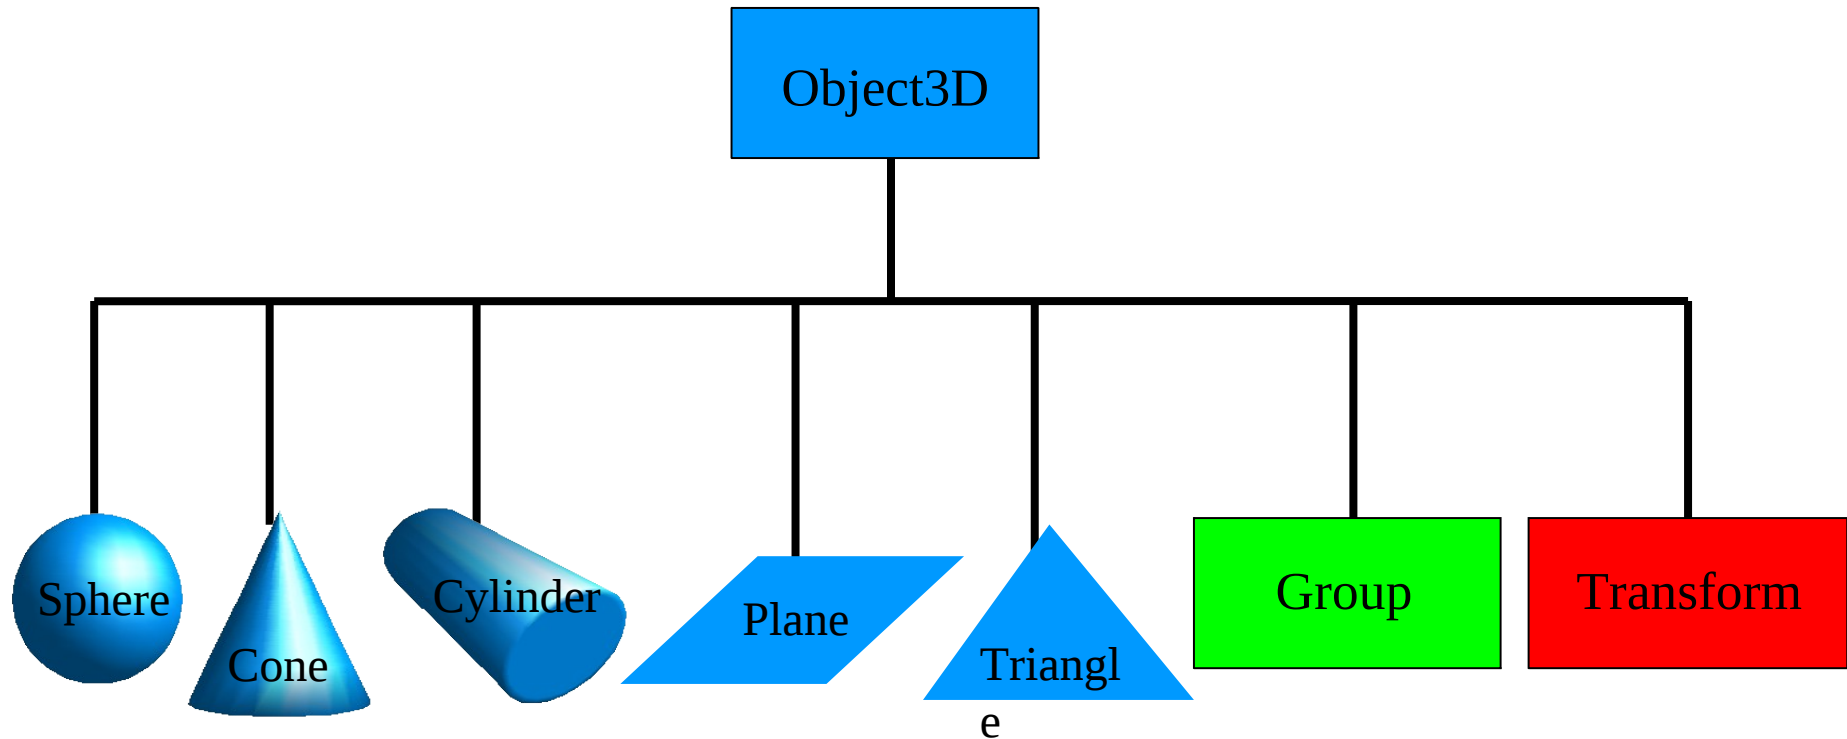 Object3D
Sphere
Cone
Cylinder
Plane
Triangl
e
Group
Transform